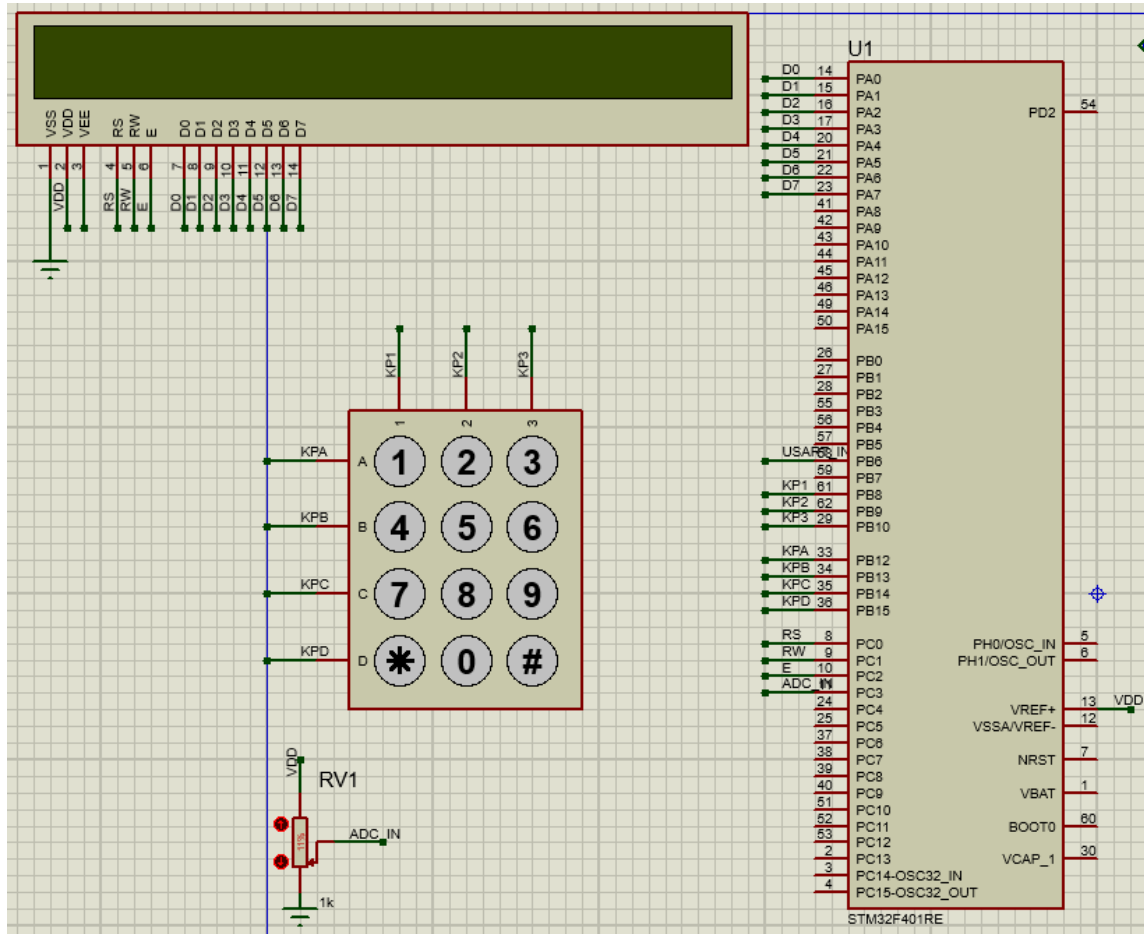 VSS VDD VEE RS RW E D0 D1 D2 D3 D4 D5 D6 D7
1 2 3 4 5 6 7 8 9 10 11 12 13 14
VDD RS RW E D0 D1 D2 D3 D4 D5 D6 D7
KP1 KP2 KP3
1 2 3
KPA A 1 2 3
KPB B 4 5 6
KPC C 7 8 9
KPD D * 0 #
VDD
RV1
11%
ADC_IN
1k
U1
D0 14 PA0
D1 15 PA1
D2 16 PA2
D3 17 PA3
D4 20 PA4
D5 21 PA5
D6 22 PA6
D7 23 PA7
41 PA8
42 PA9
43 PA10
44 PA11
45 PA12
46 PA13
49 PA14
50 PA15
26 PB0
27 PB1
28 PB2
55 PB3
56 PB4
57 PB5
PB6
59 PB7
KP1 61 PB8
KP2 62 PB9
KP3 29 PB10
KPA 33 PB12
KPB 34 PB13
KPC 35 PB14
KPD 36 PB15
RS 8 PC0
RW 9 PC1
E 10 PC2
11 PC3
24 PC4
25 PC5
37 PC6
38 PC7
39 PC8
40 PC9
51 PC10
52 PC11
53 PC12
2 PC13
3 PC14-OSC32_IN
4 PC15-OSC32_OUT
PD2 54
PH0/OSC_IN 5
PH1/OSC_OUT 6
VREF+ 13 VDD
VSSA/VREF- 12
NRST 7
VBAT 1
BOOT0 60
VCAP_1 30
STM32F401RE